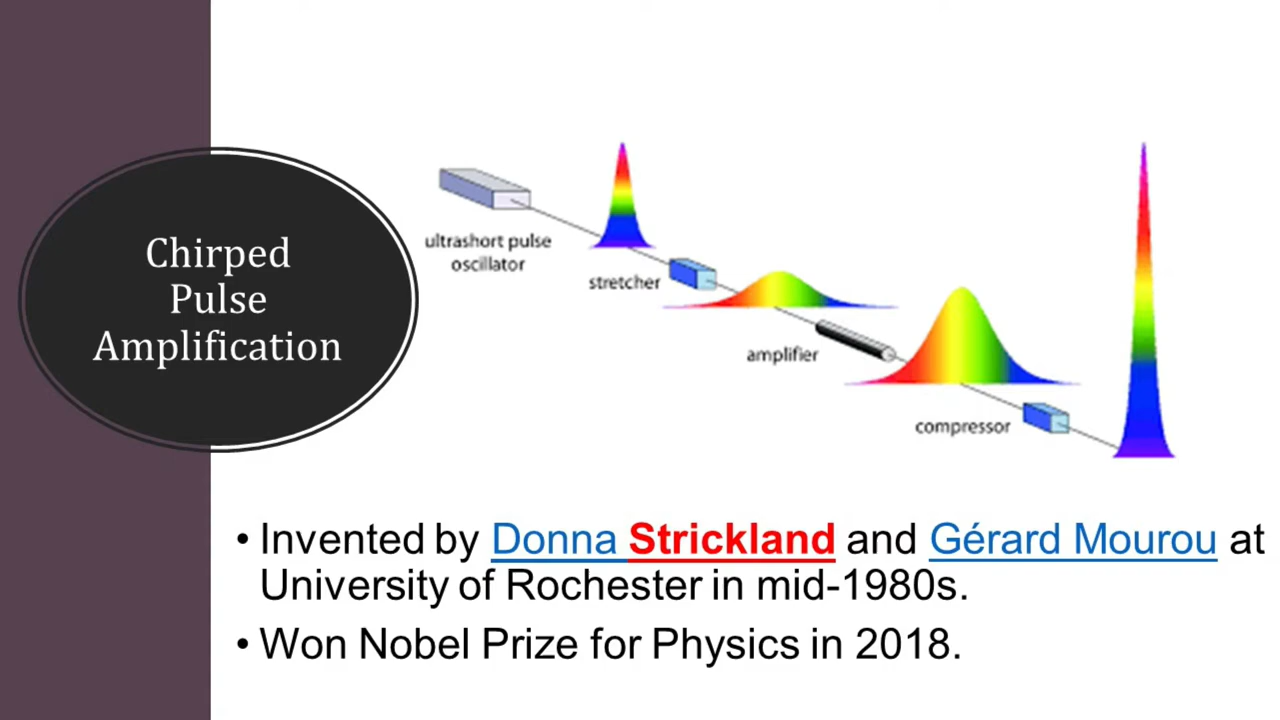 Chirped
Pulse
Amplification
ultrashort pulse
oscillator
stretcher
amplifier
compressor
• Invented by Donna Strickland and Gérard Mourou at
University of Rochester in mid-1980s.
• Won Nobel Prize for Physics in 2018.